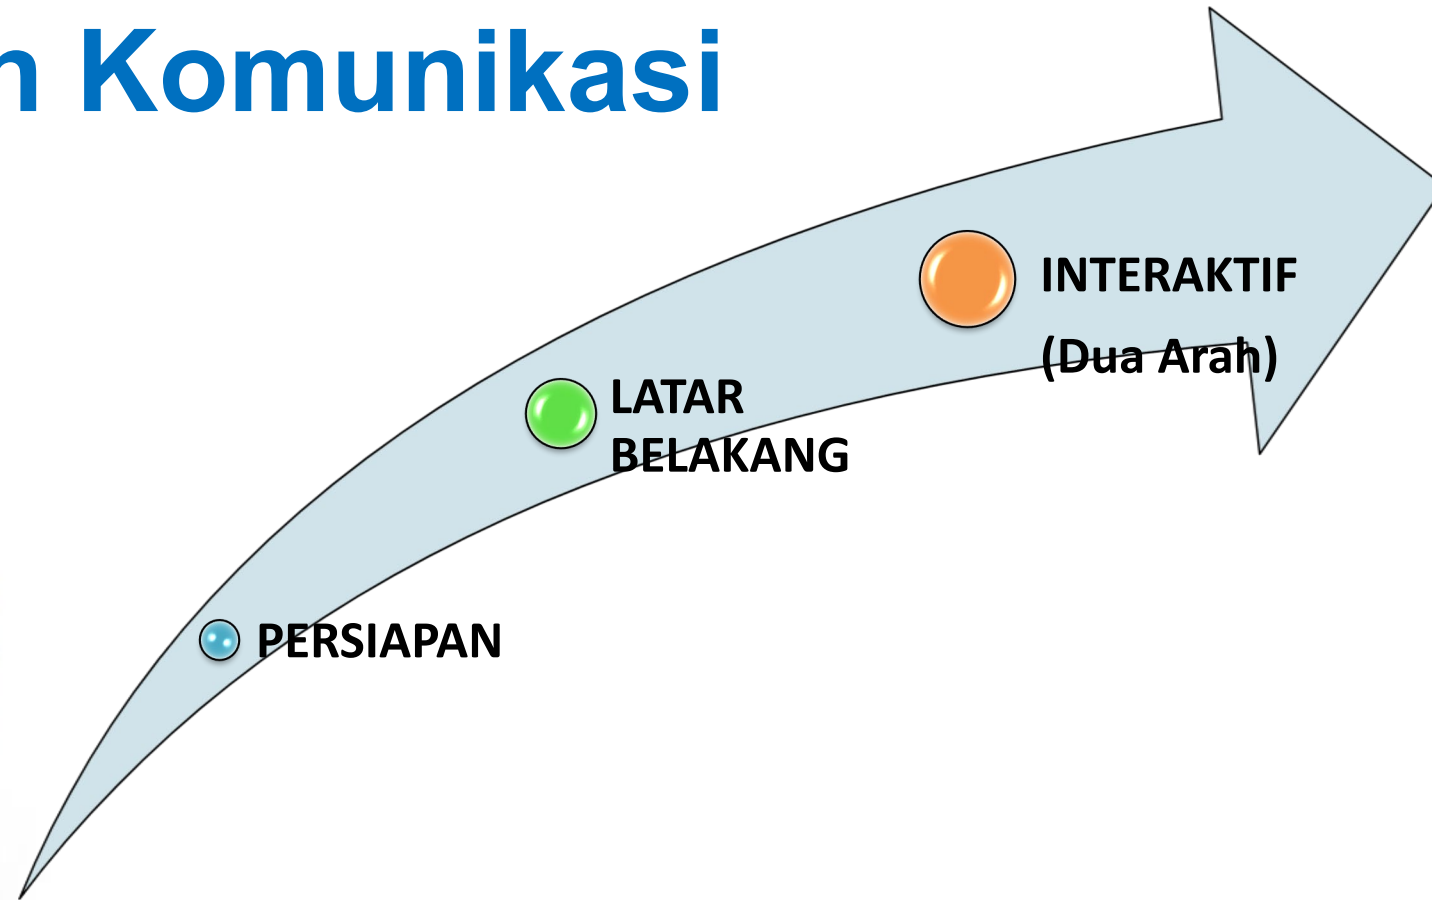 n Komunikasi
INTERAKTIF
(Dua Arah)
LATAR
BELAKANG
PERSIAPAN